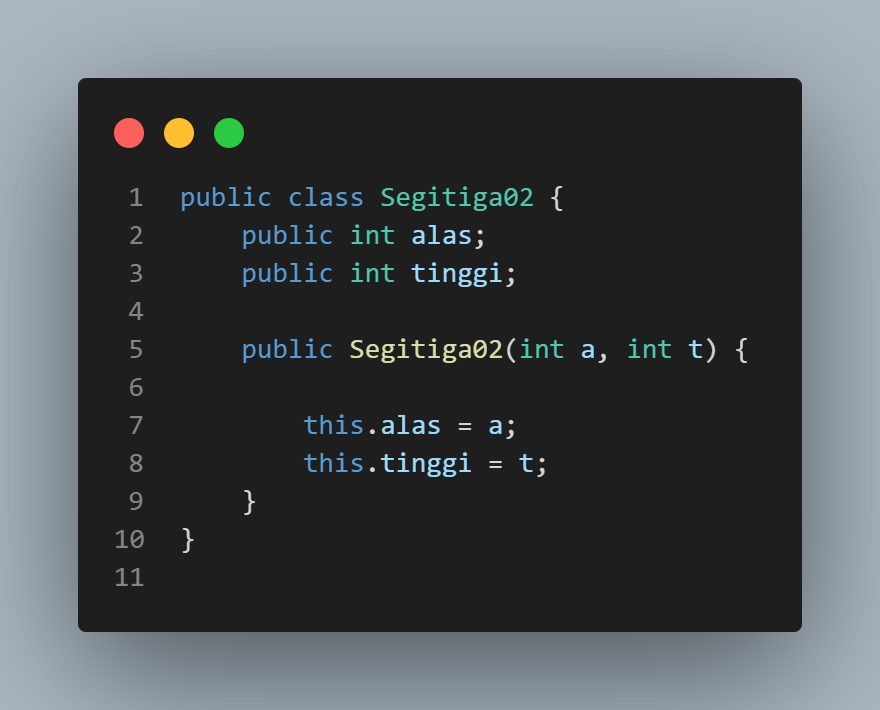 1 public class Segitiga02 {
2     public int alas;
3     public int tinggi;
4
5     public Segitiga02(int a, int t) {
6
7         this.alas = a;
8         this.tinggi = t;
9     }
10 }
11